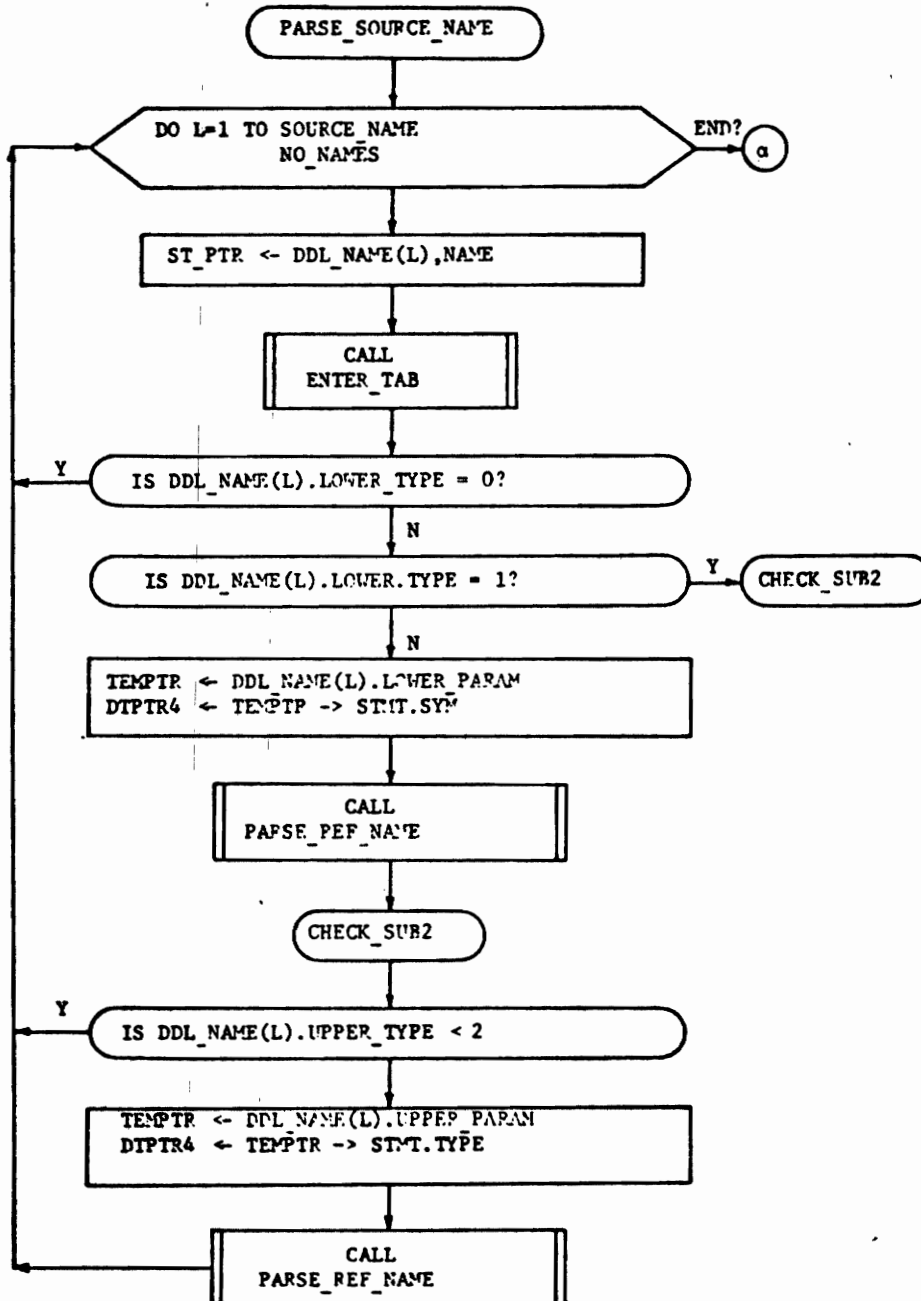 PARSE_SOURCE_NAME
DO L=1 TO SOURCE_NAME
NO_NAMES
END?
α
ST_PTR <- DDL_NAME(L),NAME
CALL
ENTER_TAB
Y
IS DDL_NAME(L).LOWER_TYPE = 0?
N
IS DDL_NAME(L).LOWER.TYPE = 1?
Y
CHECK_SUB2
N
TEMPTR <- DDL_NAME(L).LOWER_PARAM
DTPTR4 <- TEMPTR -> STMT.SYM
CALL
PARSE_REF_NAME
CHECK_SUB2
Y
IS DDL_NAME(L).UPPER_TYPE < 2
TEMPTR <- DDL_NAME(L).UPPER_PARAM
DTPTR4 <- TEMPTR -> STMT.TYPE
CALL
PARSE_REF_NAME